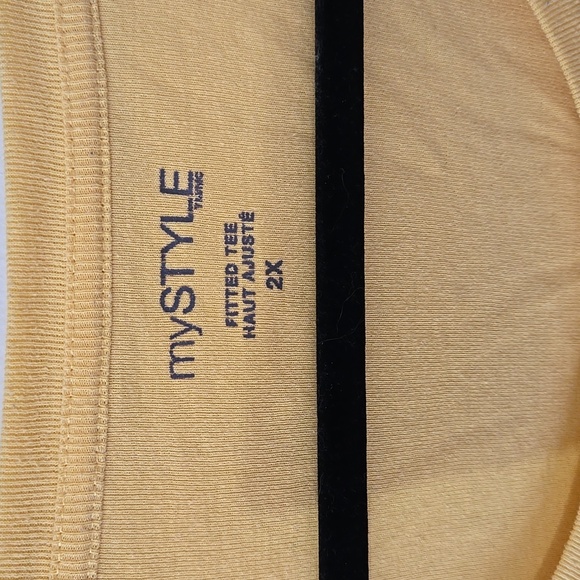 mySTYLE
FITTED TEE
HAUT AJUSTÉ
2X